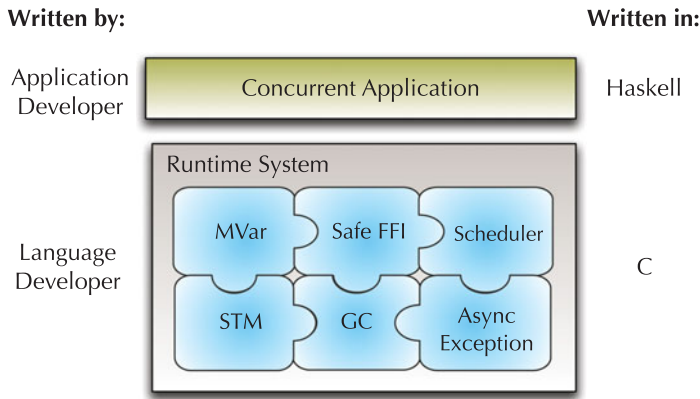 Written by:
Written in:
Application
Developer
Concurrent Application
Haskell
Runtime System
MVar
Safe FFI
Scheduler
Language
Developer
C
STM
GC
Async
Exception